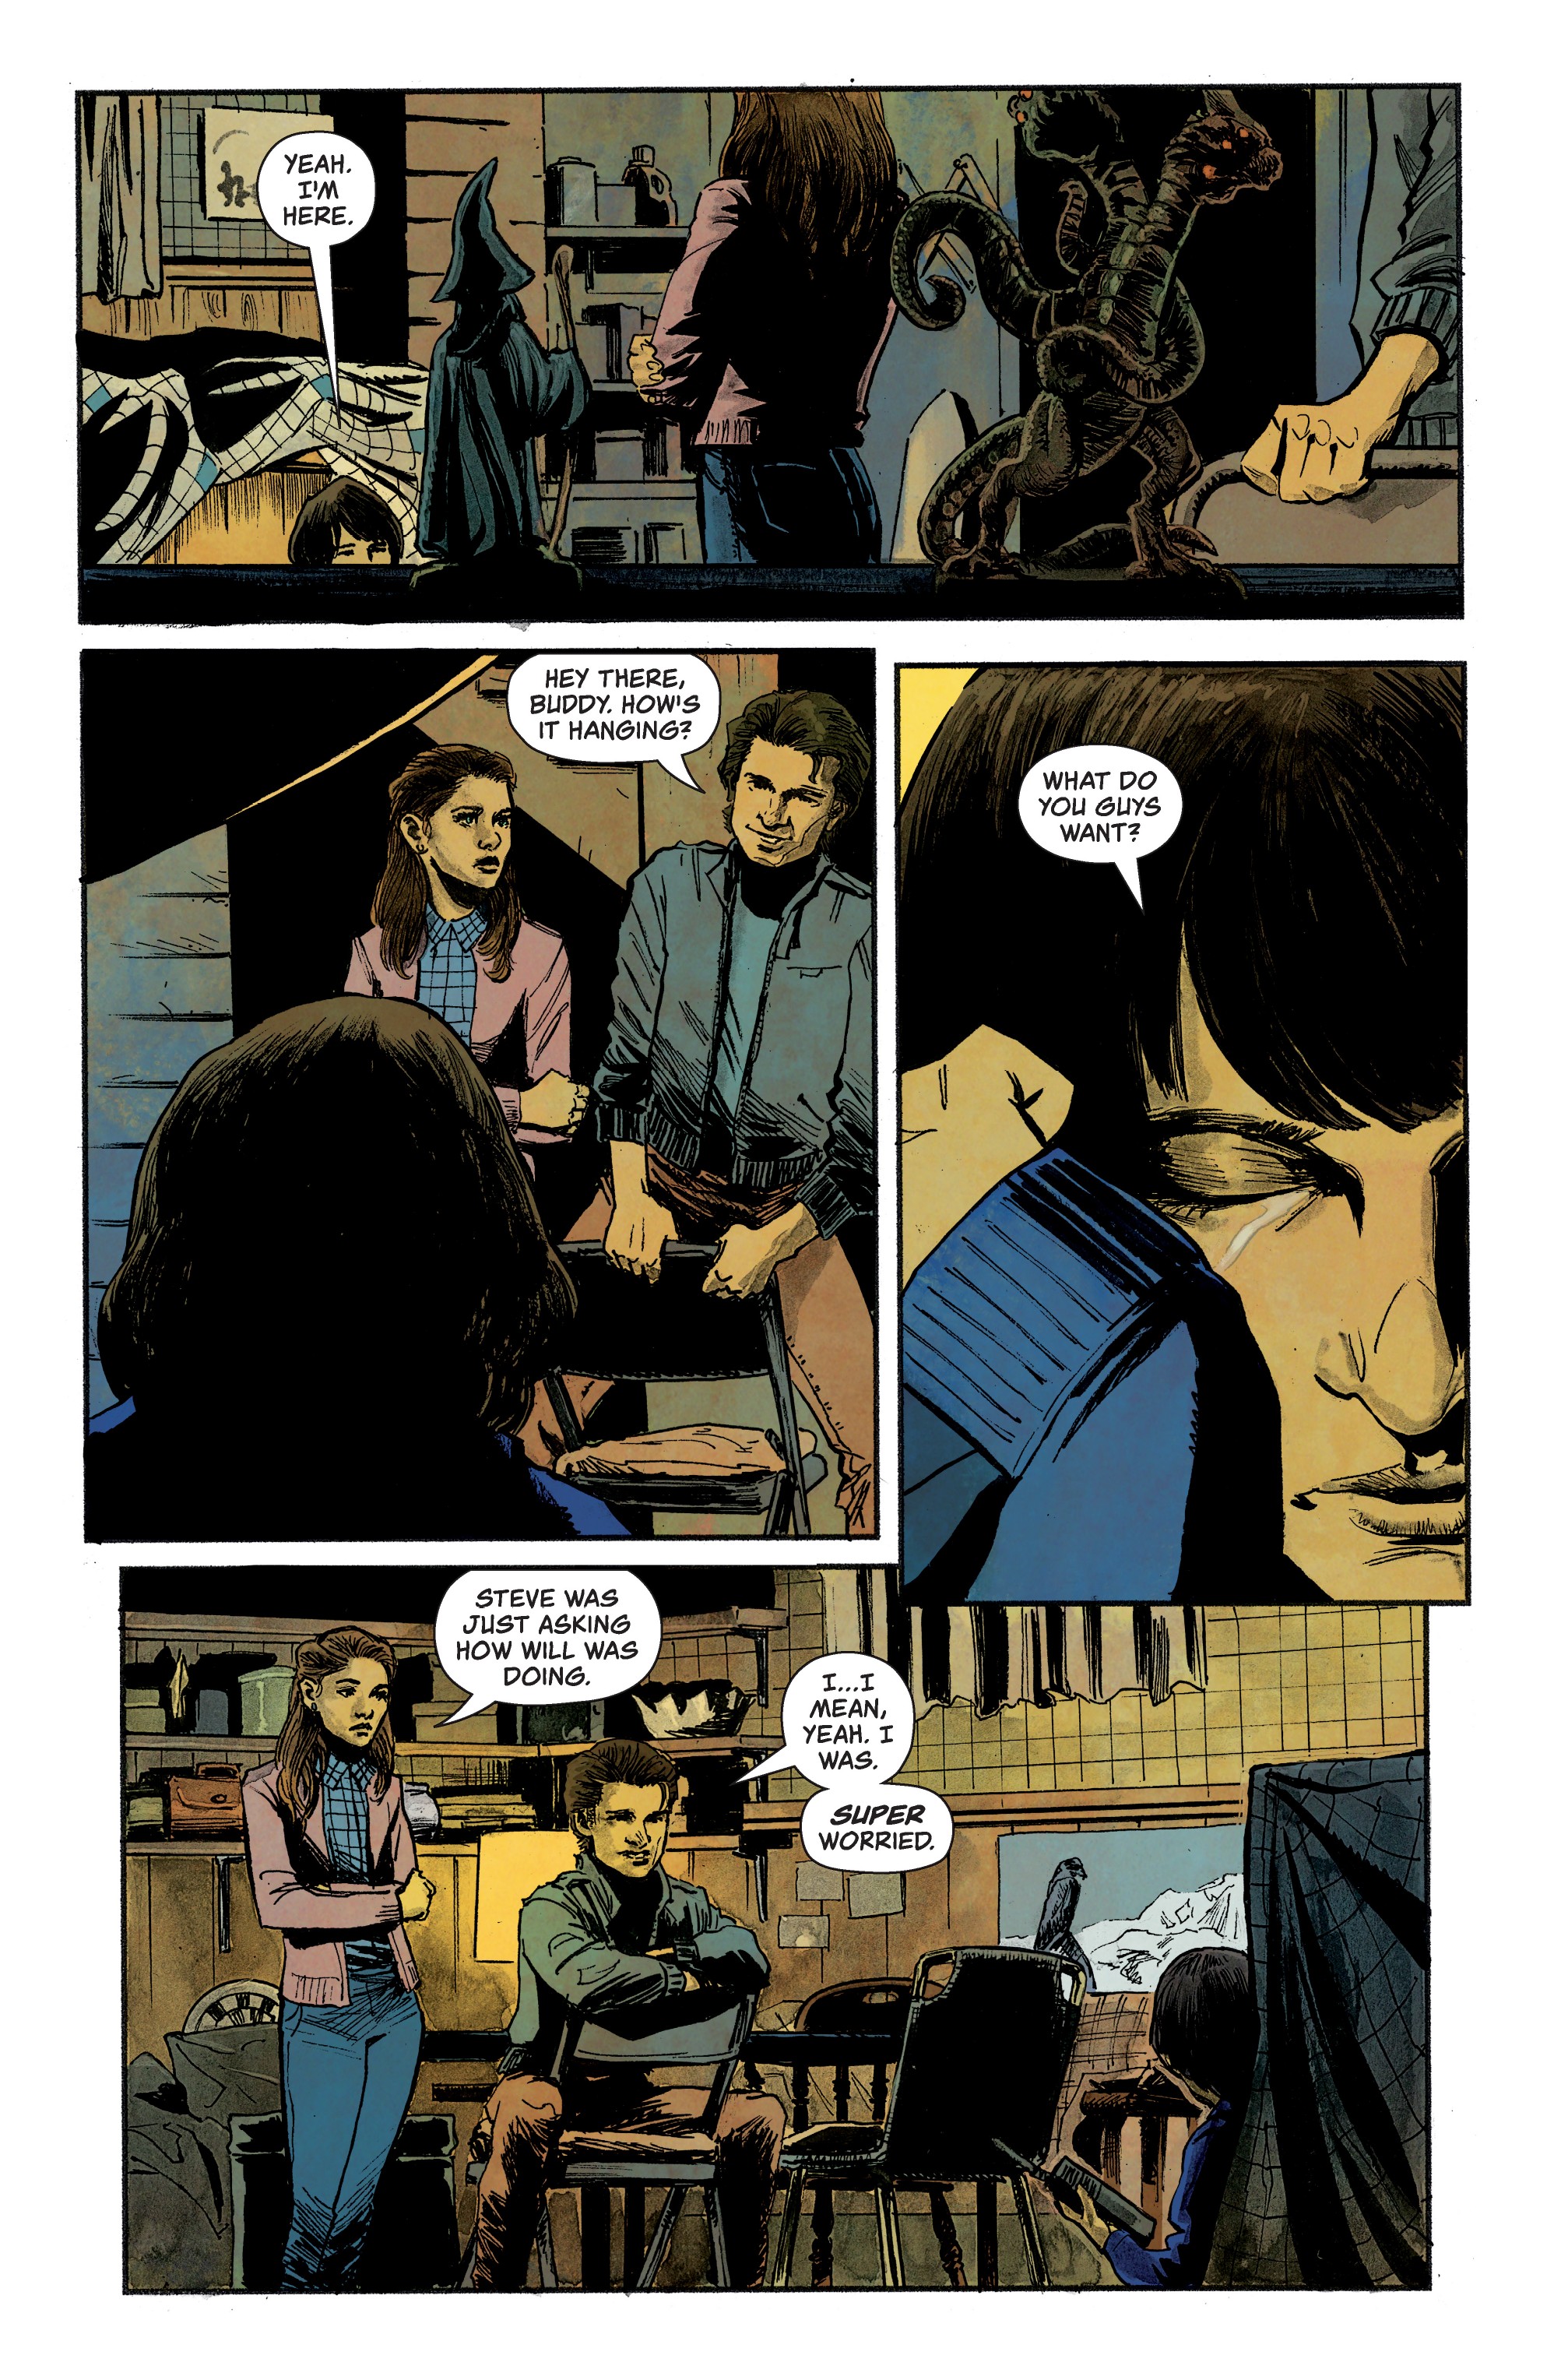 YEAH.
I'M
HERE.
HEY THERE,
BUDDY. HOW'S
IT HANGING?
WHAT DO
YOU GUYS
WANT?
STEVE WAS
JUST ASKING
HOW WILL WAS
DOING.
I...I
MEAN,
YEAH. I
WAS.
SUPER
WORRIED.